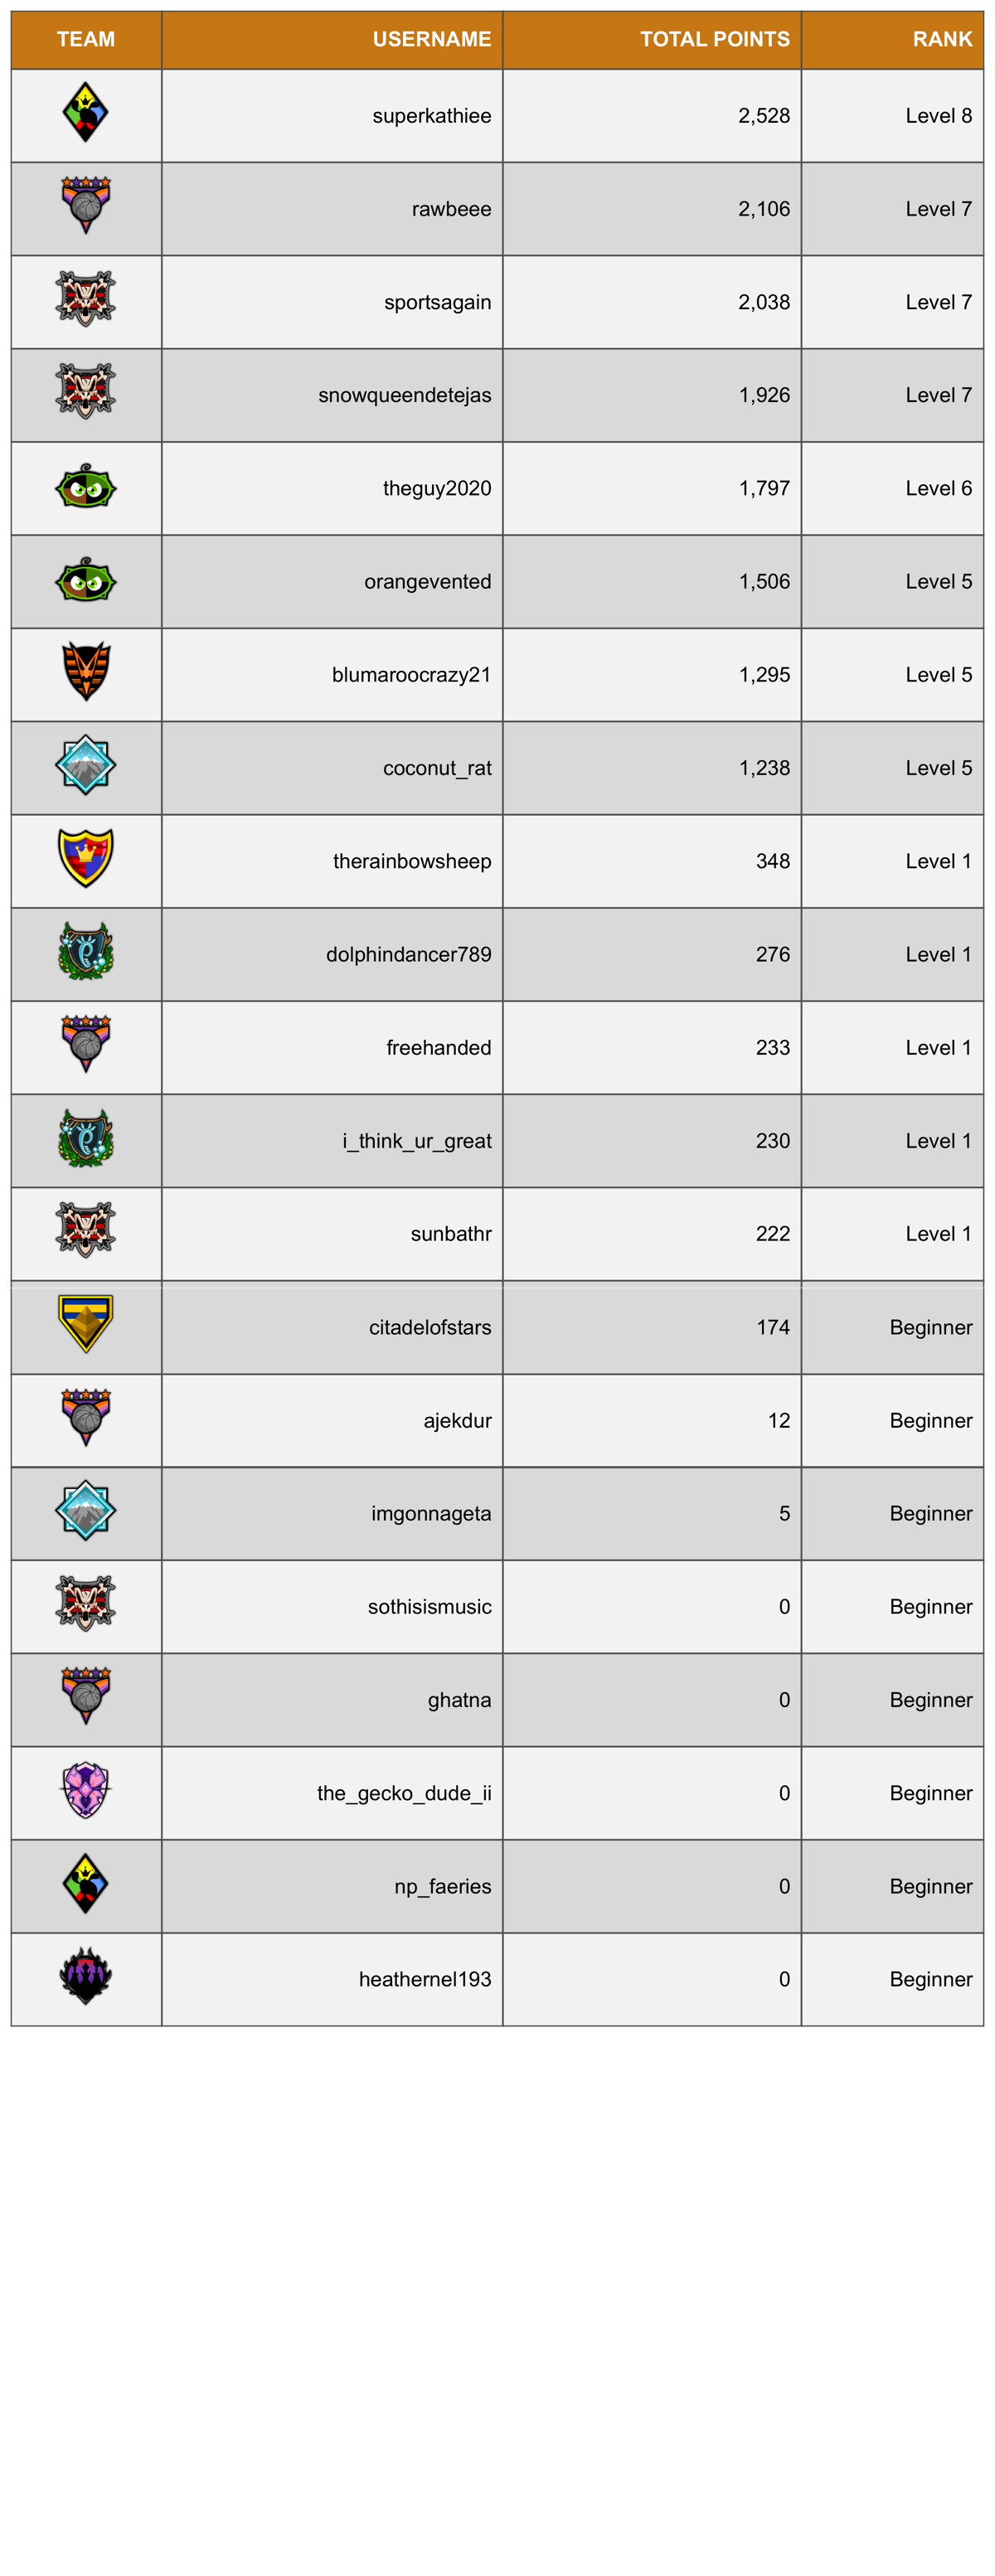 TEAM USERNAME TOTAL POINTS RANK
superkathiee 2,528 Level 8
rawbeee 2,106 Level 7
sportsagain 2,038 Level 7
snowqueendetejas 1,926 Level 7
theguy2020 1,797 Level 6
orangevented 1,506 Level 5
blumaroocrazy21 1,295 Level 5
coconut_rat 1,238 Level 5
therainbowsheep 348 Level 1
dolphindancer789 276 Level 1
freehanded 233 Level 1
i_think_ur_great 230 Level 1
sunbathr 222 Level 1
citadelofstars 174 Beginner
ajekdur 12 Beginner
imgonnageta 5 Beginner
sothisismusic 0 Beginner
ghatna 0 Beginner
the_gecko_dude_ii 0 Beginner
np_faeries 0 Beginner
heathernel193 0 Beginner